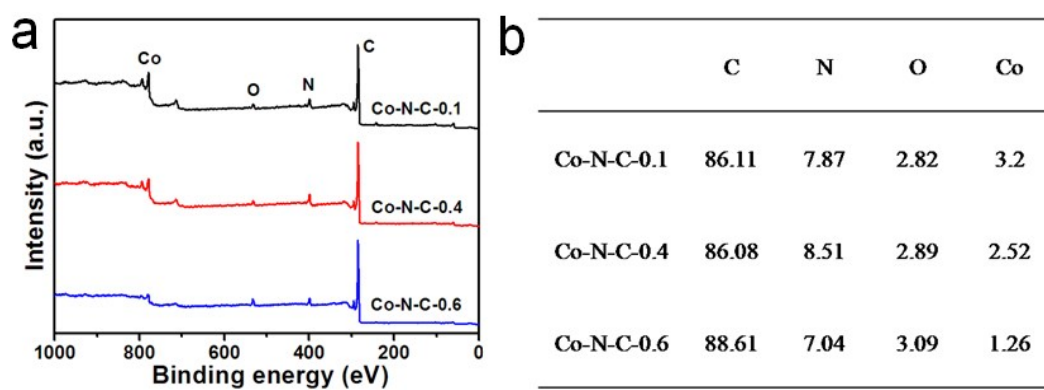 a
Intensity (a.u.)
Co
O
N
C
Co-N-C-0.1
Co-N-C-0.4
Co-N-C-0.6
1000 800 600 400 200 0
Binding energy (eV)
b
C N O Co
Co-N-C-0.1 86.11 7.87 2.82 3.2
Co-N-C-0.4 86.08 8.51 2.89 2.52
Co-N-C-0.6 88.61 7.04 3.09 1.26